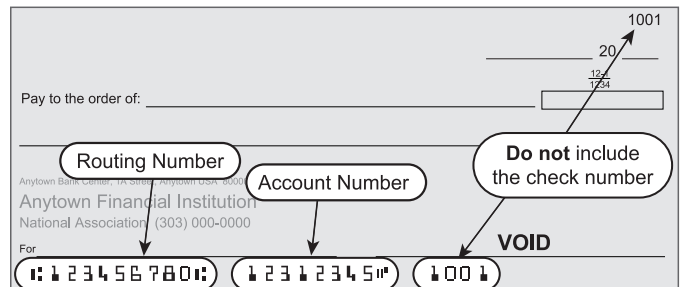 1001
20
12-1
1234
Pay to the order of:
Routing Number
Do not include
the check number
Account Number
Anytown Bank Center, 1A Street, Anytown USA 8000
Anytown Financial Institution
National Association (303) 000-0000
For
VOID
⑆123456780⑆ 12312345⑈ 1001